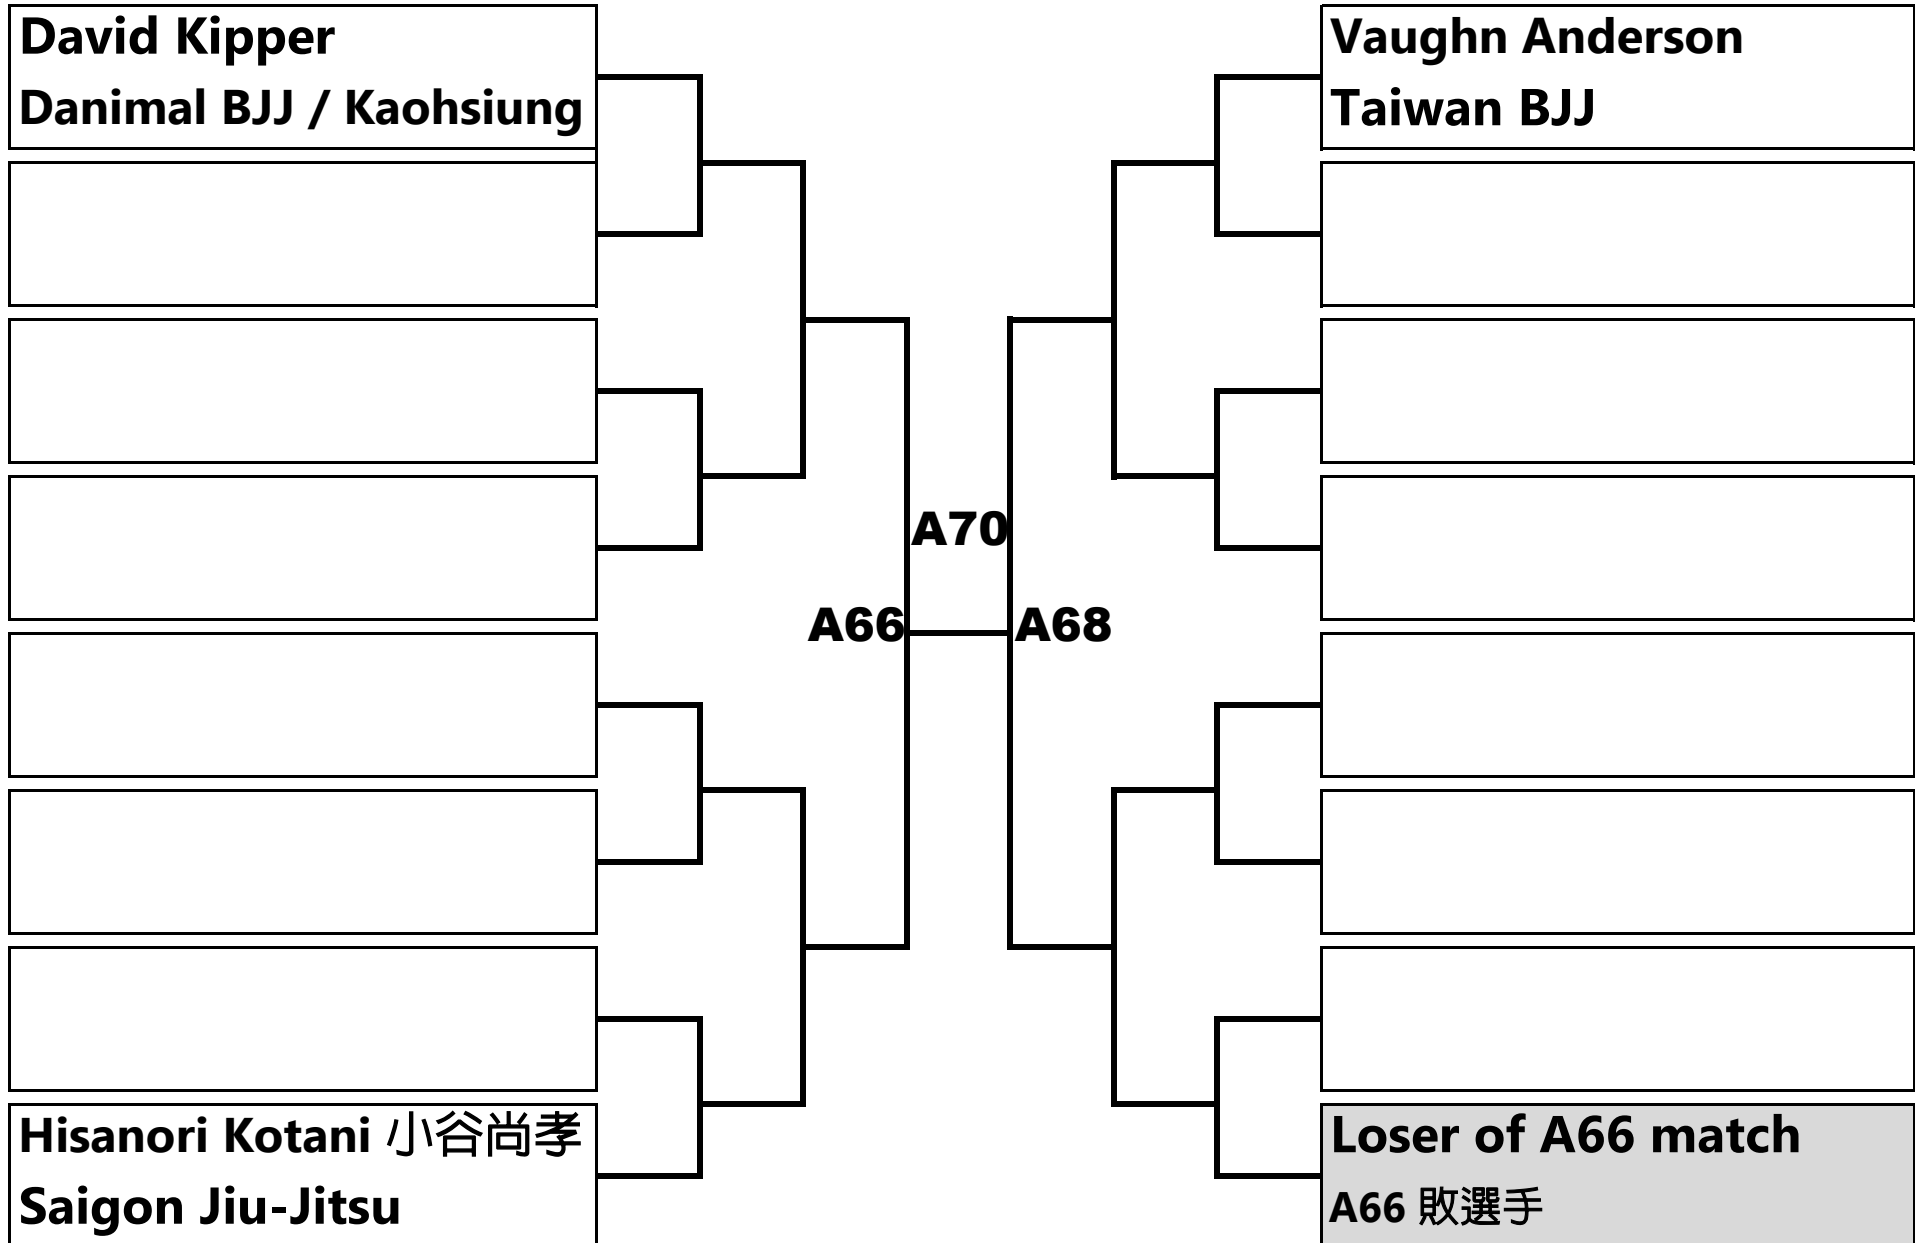 David Kipper
Danimal BJJ / Kaohsiung
Vaughn Anderson
Taiwan BJJ
A70
A66
A68
Hisanori Kotani 小谷尚孝
Saigon Jiu-Jitsu
Loser of A66 match
A66 敗選手